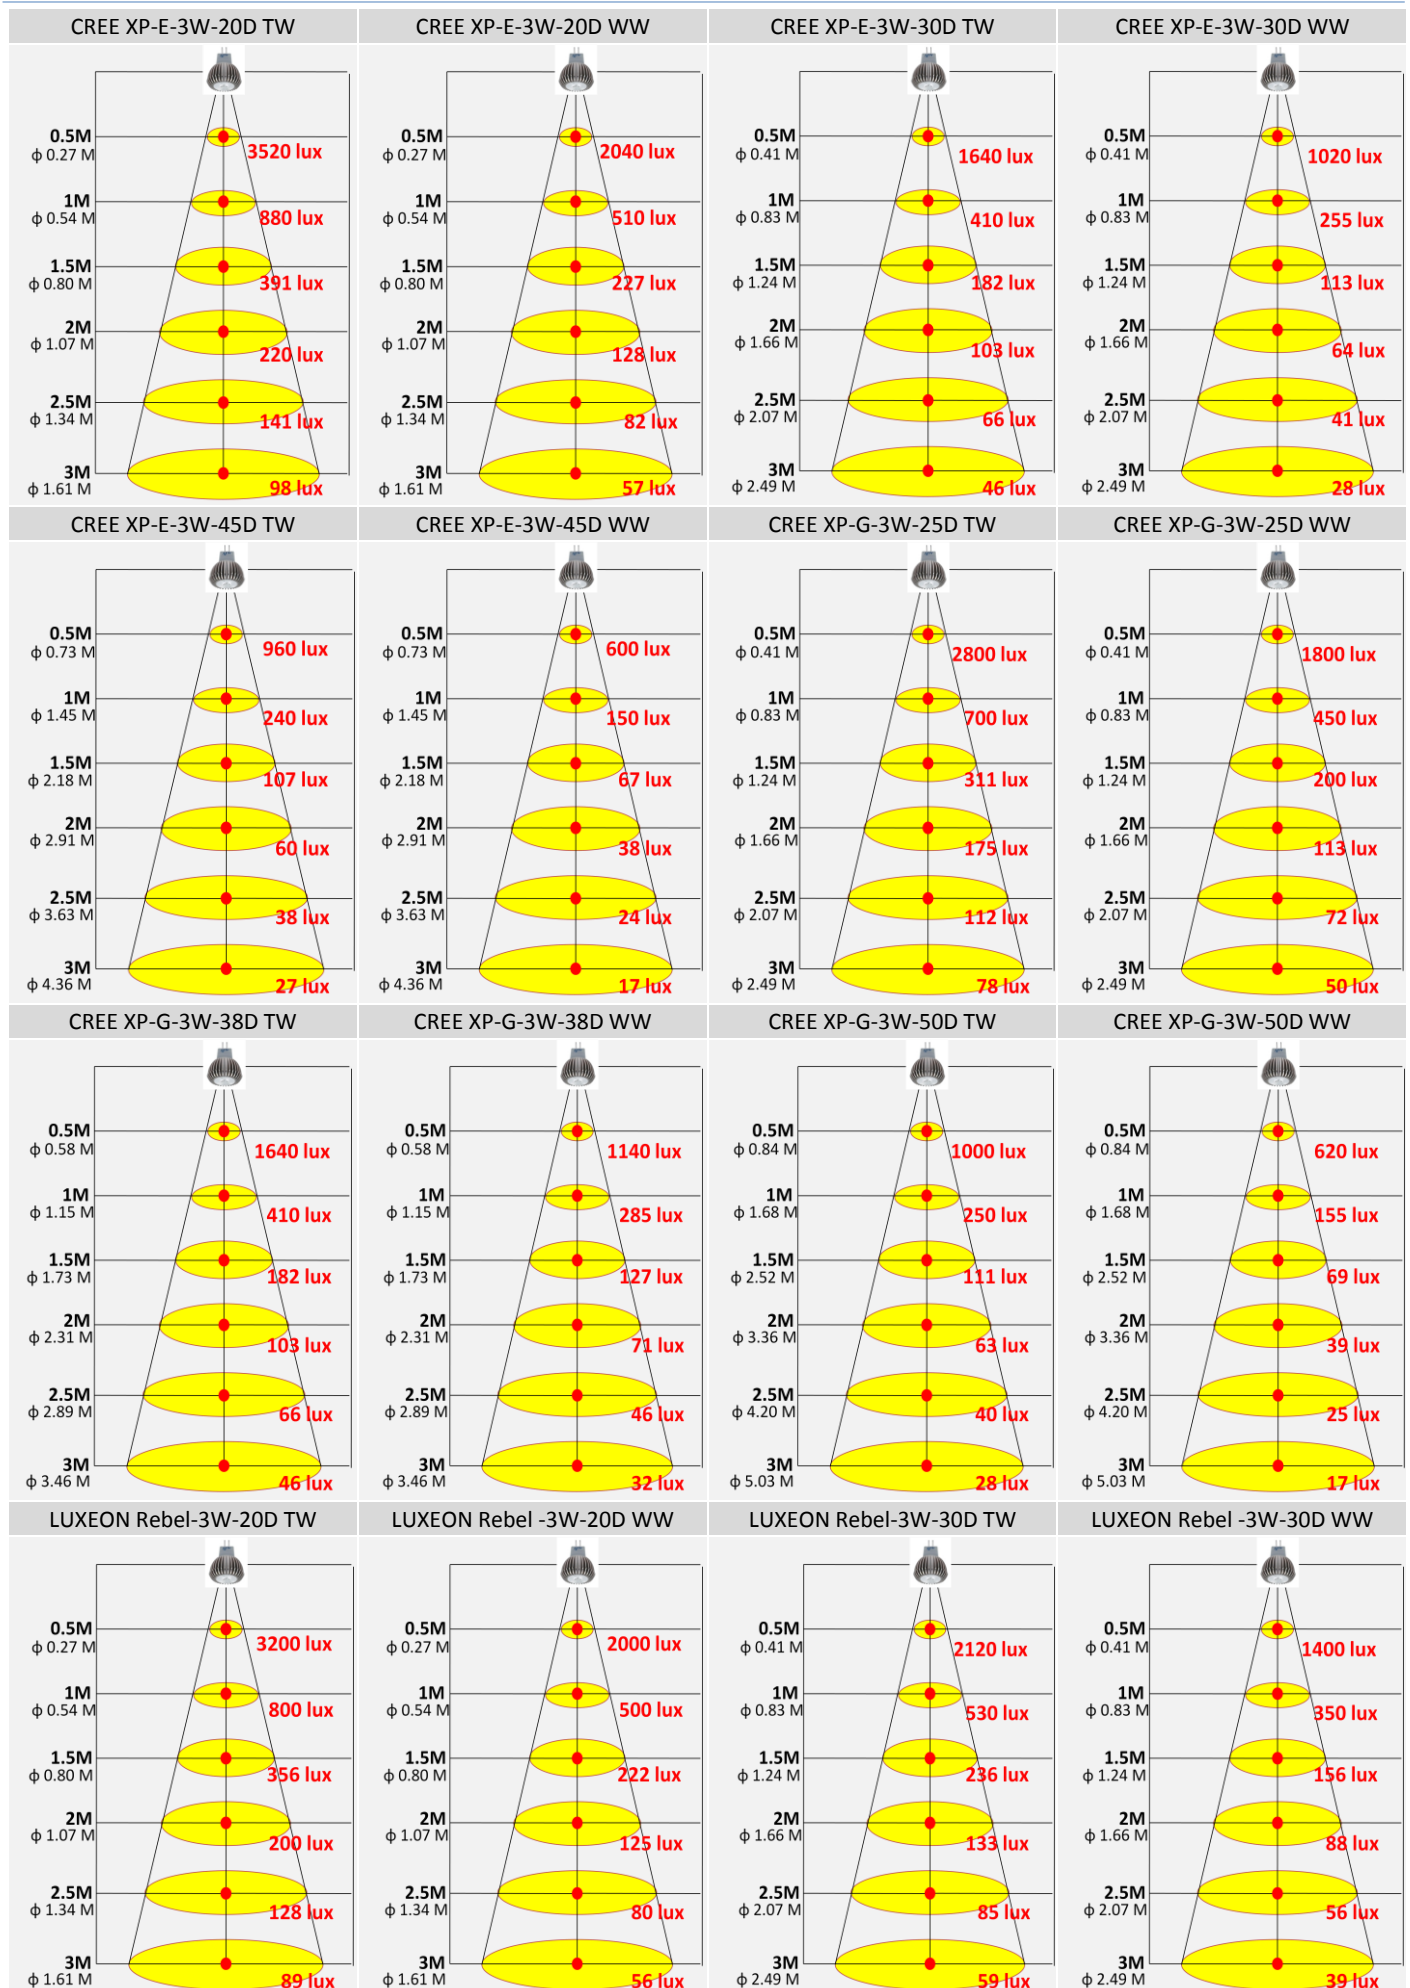 CREE XP-E-3W-20D TW
0.5M
ϕ 0.27 M
3520 lux
1M
ϕ 0.54 M
880 lux
1.5M
ϕ 0.80 M
391 lux
2M
ϕ 1.07 M
220 lux
2.5M
ϕ 1.34 M
141 lux
3M
ϕ 1.61 M
98 lux
CREE XP-E-3W-20D WW
0.5M
ϕ 0.27 M
2040 lux
1M
ϕ 0.54 M
510 lux
1.5M
ϕ 0.80 M
227 lux
2M
ϕ 1.07 M
128 lux
2.5M
ϕ 1.34 M
82 lux
3M
ϕ 1.61 M
57 lux
CREE XP-E-3W-30D TW
0.5M
ϕ 0.41 M
1640 lux
1M
ϕ 0.83 M
410 lux
1.5M
ϕ 1.24 M
182 lux
2M
ϕ 1.66 M
103 lux
2.5M
ϕ 2.07 M
66 lux
3M
ϕ 2.49 M
46 lux
CREE XP-E-3W-30D WW
0.5M
ϕ 0.41 M
1020 lux
1M
ϕ 0.83 M
255 lux
1.5M
ϕ 1.24 M
113 lux
2M
ϕ 1.66 M
64 lux
2.5M
ϕ 2.07 M
41 lux
3M
ϕ 2.49 M
28 lux
CREE XP-E-3W-45D TW
0.5M
ϕ 0.73 M
960 lux
1M
ϕ 1.45 M
240 lux
1.5M
ϕ 2.18 M
107 lux
2M
ϕ 2.91 M
60 lux
2.5M
ϕ 3.63 M
38 lux
3M
ϕ 4.36 M
27 lux
CREE XP-E-3W-45D WW
0.5M
ϕ 0.73 M
600 lux
1M
ϕ 1.45 M
150 lux
1.5M
ϕ 2.18 M
67 lux
2M
ϕ 2.91 M
38 lux
2.5M
ϕ 3.63 M
24 lux
3M
ϕ 4.36 M
17 lux
CREE XP-G-3W-25D TW
0.5M
ϕ 0.41 M
2800 lux
1M
ϕ 0.83 M
700 lux
1.5M
ϕ 1.24 M
311 lux
2M
ϕ 1.66 M
175 lux
2.5M
ϕ 2.07 M
112 lux
3M
ϕ 2.49 M
78 lux
CREE XP-G-3W-25D WW
0.5M
ϕ 0.41 M
1800 lux
1M
ϕ 0.83 M
450 lux
1.5M
ϕ 1.24 M
200 lux
2M
ϕ 1.66 M
113 lux
2.5M
ϕ 2.07 M
72 lux
3M
ϕ 2.49 M
50 lux
CREE XP-G-3W-38D TW
0.5M
ϕ 0.58 M
1640 lux
1M
ϕ 1.15 M
410 lux
1.5M
ϕ 1.73 M
182 lux
2M
ϕ 2.31 M
103 lux
2.5M
ϕ 2.89 M
66 lux
3M
ϕ 3.46 M
46 lux
CREE XP-G-3W-38D WW
0.5M
ϕ 0.58 M
1140 lux
1M
ϕ 1.15 M
285 lux
1.5M
ϕ 1.73 M
127 lux
2M
ϕ 2.31 M
71 lux
2.5M
ϕ 2.89 M
46 lux
3M
ϕ 3.46 M
32 lux
CREE XP-G-3W-50D TW
0.5M
ϕ 0.84 M
1000 lux
1M
ϕ 1.68 M
250 lux
1.5M
ϕ 2.52 M
111 lux
2M
ϕ 3.36 M
63 lux
2.5M
ϕ 4.20 M
40 lux
3M
ϕ 5.03 M
28 lux
CREE XP-G-3W-50D WW
0.5M
ϕ 0.84 M
620 lux
1M
ϕ 1.68 M
155 lux
1.5M
ϕ 2.52 M
69 lux
2M
ϕ 3.36 M
39 lux
2.5M
ϕ 4.20 M
25 lux
3M
ϕ 5.03 M
17 lux
LUXEON Rebel-3W-20D TW
0.5M
ϕ 0.27 M
3200 lux
1M
ϕ 0.54 M
800 lux
1.5M
ϕ 0.80 M
356 lux
2M
ϕ 1.07 M
200 lux
2.5M
ϕ 1.34 M
128 lux
3M
ϕ 1.61 M
89 lux
LUXEON Rebel -3W-20D WW
0.5M
ϕ 0.27 M
2000 lux
1M
ϕ 0.54 M
500 lux
1.5M
ϕ 0.80 M
222 lux
2M
ϕ 1.07 M
125 lux
2.5M
ϕ 1.34 M
80 lux
3M
ϕ 1.61 M
56 lux
LUXEON Rebel-3W-30D TW
0.5M
ϕ 0.41 M
2120 lux
1M
ϕ 0.83 M
530 lux
1.5M
ϕ 1.24 M
236 lux
2M
ϕ 1.66 M
133 lux
2.5M
ϕ 2.07 M
85 lux
3M
ϕ 2.49 M
59 lux
LUXEON Rebel -3W-30D WW
0.5M
ϕ 0.41 M
1400 lux
1M
ϕ 0.83 M
350 lux
1.5M
ϕ 1.24 M
156 lux
2M
ϕ 1.66 M
88 lux
2.5M
ϕ 2.07 M
56 lux
3M
ϕ 2.49 M
39 lux